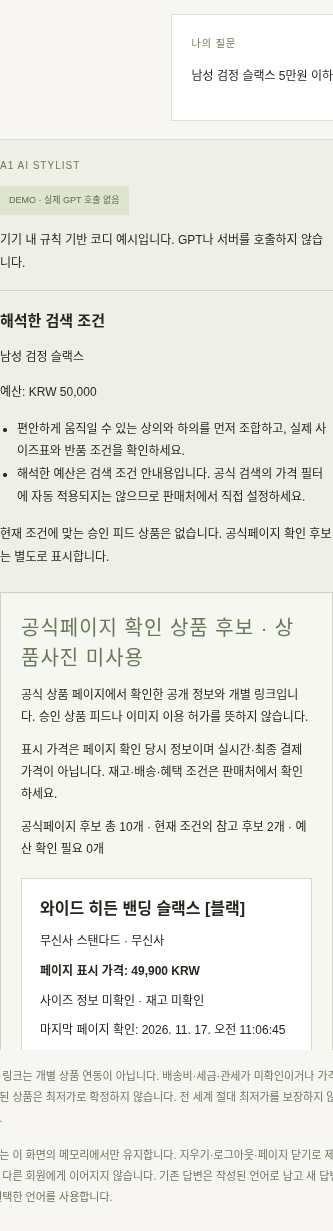 나의 질문
남성 검정 슬랙스 5만원 이하
A1 AI STYLIST
DEMO · 실제 GPT 호출 없음
기기 내 규칙 기반 코디 예시입니다. GPT나 서버를 호출하지 않습
니다.
해석한 검색 조건
남성 검정 슬랙스
예산: KRW 50,000
• 편안하게 움직일 수 있는 상의와 하의를 먼저 조합하고, 실제 사
이즈표와 반품 조건을 확인하세요.
• 해석한 예산은 검색 조건 안내용입니다. 공식 검색의 가격 필터
에 자동 적용되지는 않으므로 판매처에서 직접 설정하세요.
현재 조건에 맞는 승인 피드 상품은 없습니다. 공식페이지 확인 후보
는 별도로 표시합니다.
공식페이지 확인 상품 후보 · 상
품사진 미사용
공식 상품 페이지에서 확인한 공개 정보와 개별 링크입니
다. 승인 상품 피드나 이미지 이용 허가를 뜻하지 않습니다.
표시 가격은 페이지 확인 당시 정보이며 실시간·최종 결제
가격이 아닙니다. 재고·배송·혜택 조건은 판매처에서 확인
하세요.
공식페이지 후보 총 10개 · 현재 조건의 참고 후보 2개 · 예
산 확인 필요 0개
와이드 히든 밴딩 슬랙스 [블랙]
무신사 스탠다드 · 무신사
페이지 표시 가격: 49,900 KRW
사이즈 정보 미확인 · 재고 미확인
마지막 페이지 확인: 2026. 11. 17. 오전 11:06:45
링크는 개별 상품 연동이 아닙니다. 배송비·세금·관세가 미확인이거나
된 상품은 최저가로 확정하지 않습니다. 전 세계 절대 최저가를 보장하지
.
는 이 화면의 메모리에서만 유지합니다. 지우기·로그아웃·페이지 닫기로
다른 회원에게 이어지지 않습니다. 기존 답변은 작성된 언어로 남고 새
선택한 언어를 사용합니다.